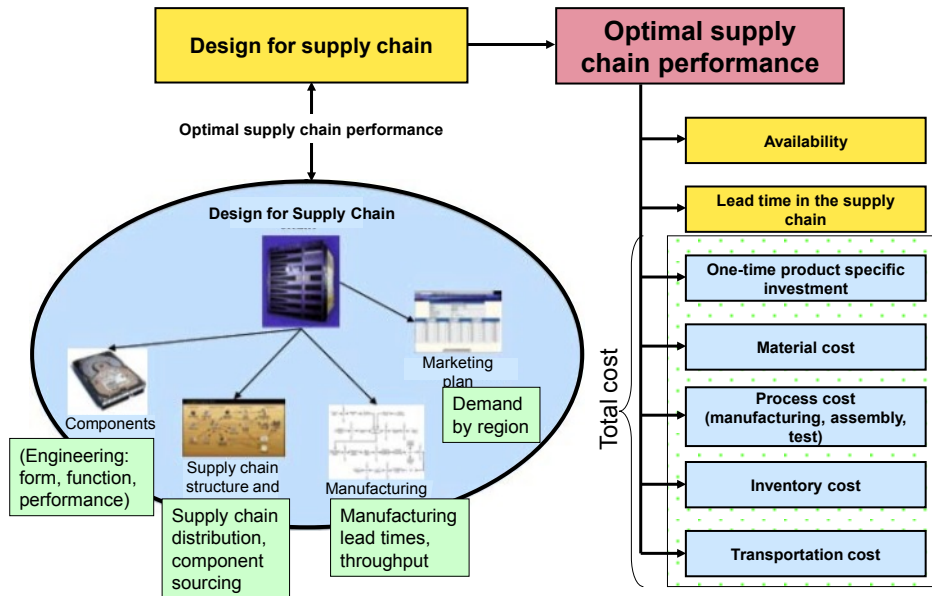 Design for supply chain
Optimal supply
chain performance
Optimal supply chain performance
Availability
Lead time in the supply
chain
Design for Supply Chain
One-time product specific
investment
Material cost
Process cost
(manufacturing, assembly,
test)
Inventory cost
Transportation cost
Total cost
Marketing
plan
Demand
by region
Components
(Engineering:
form, function,
performance)
Supply chain
structure and
Supply chain
distribution,
component
sourcing
Manufacturing
Manufacturing
lead times,
throughput